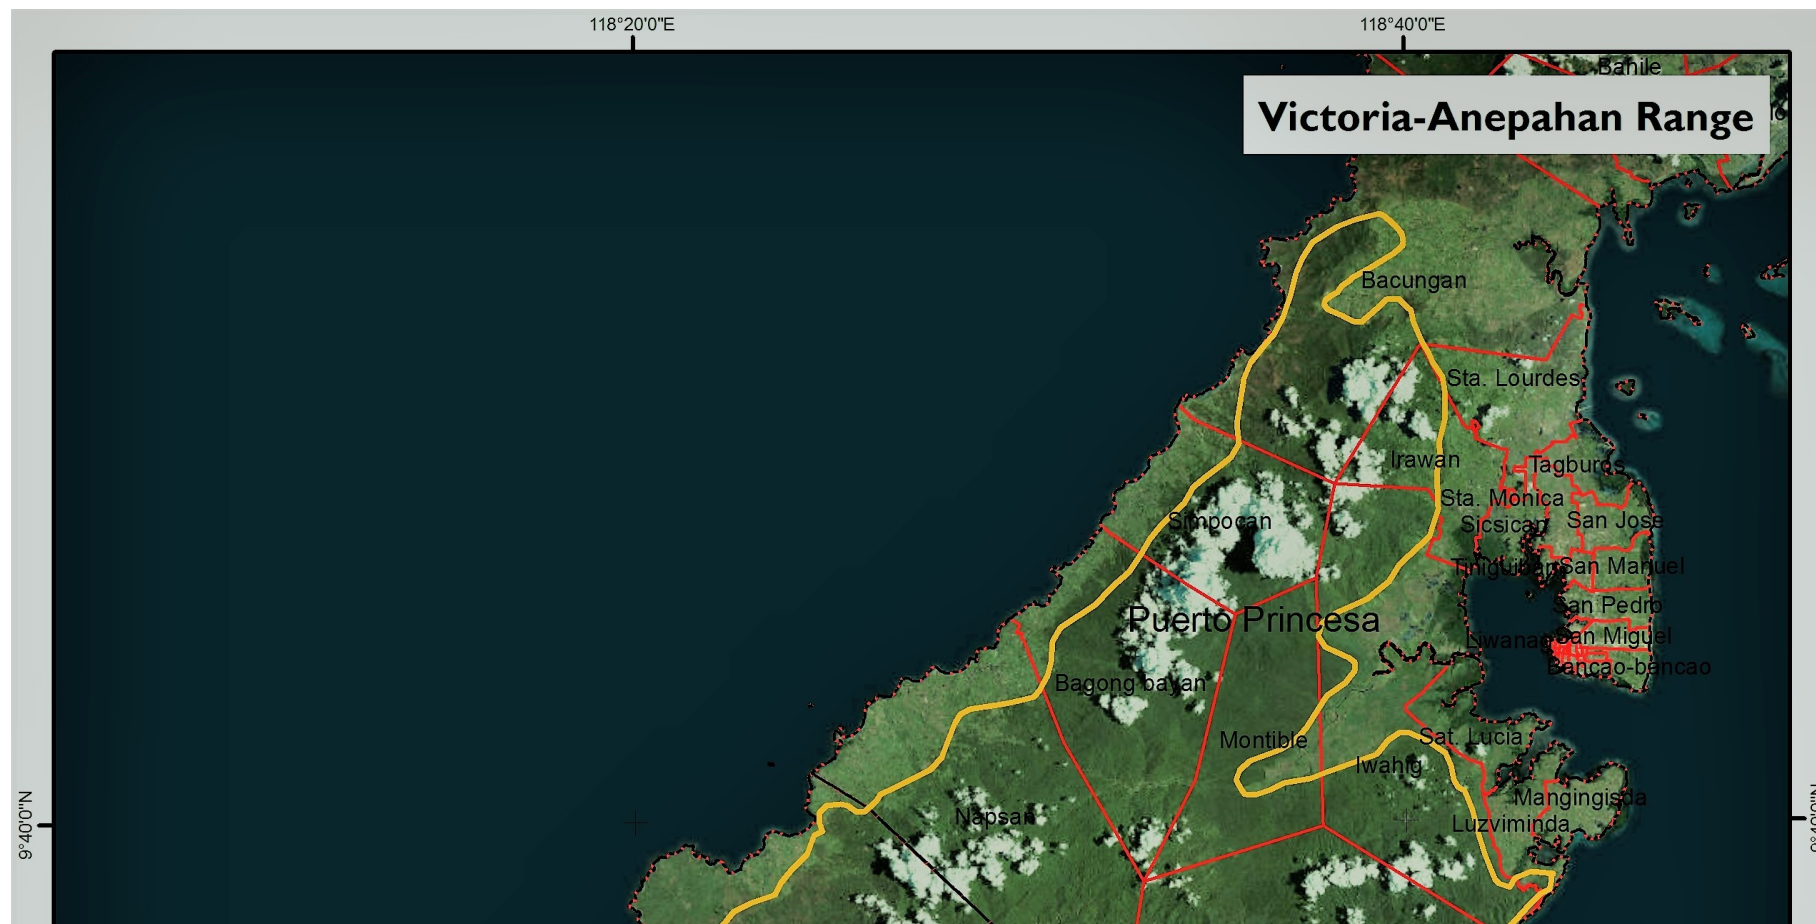 118°20'0"E
118°40'0"E
Bahile
Victoria-Anepahan Range
Bacungan
Sta. Lourdes
Irawan
Tagburos
Sta. Monica
Simpocan
Sicsican
San Jose
Tiniguiban
San Manuel
San Pedro
Puerto Princesa
Liwanag
San Miguel
Bancao-bancao
Bagong bayan
Montible
Sat. Lucia
Iwahig
Mangingisda
Napsan
Luzviminda
9°40'0"N